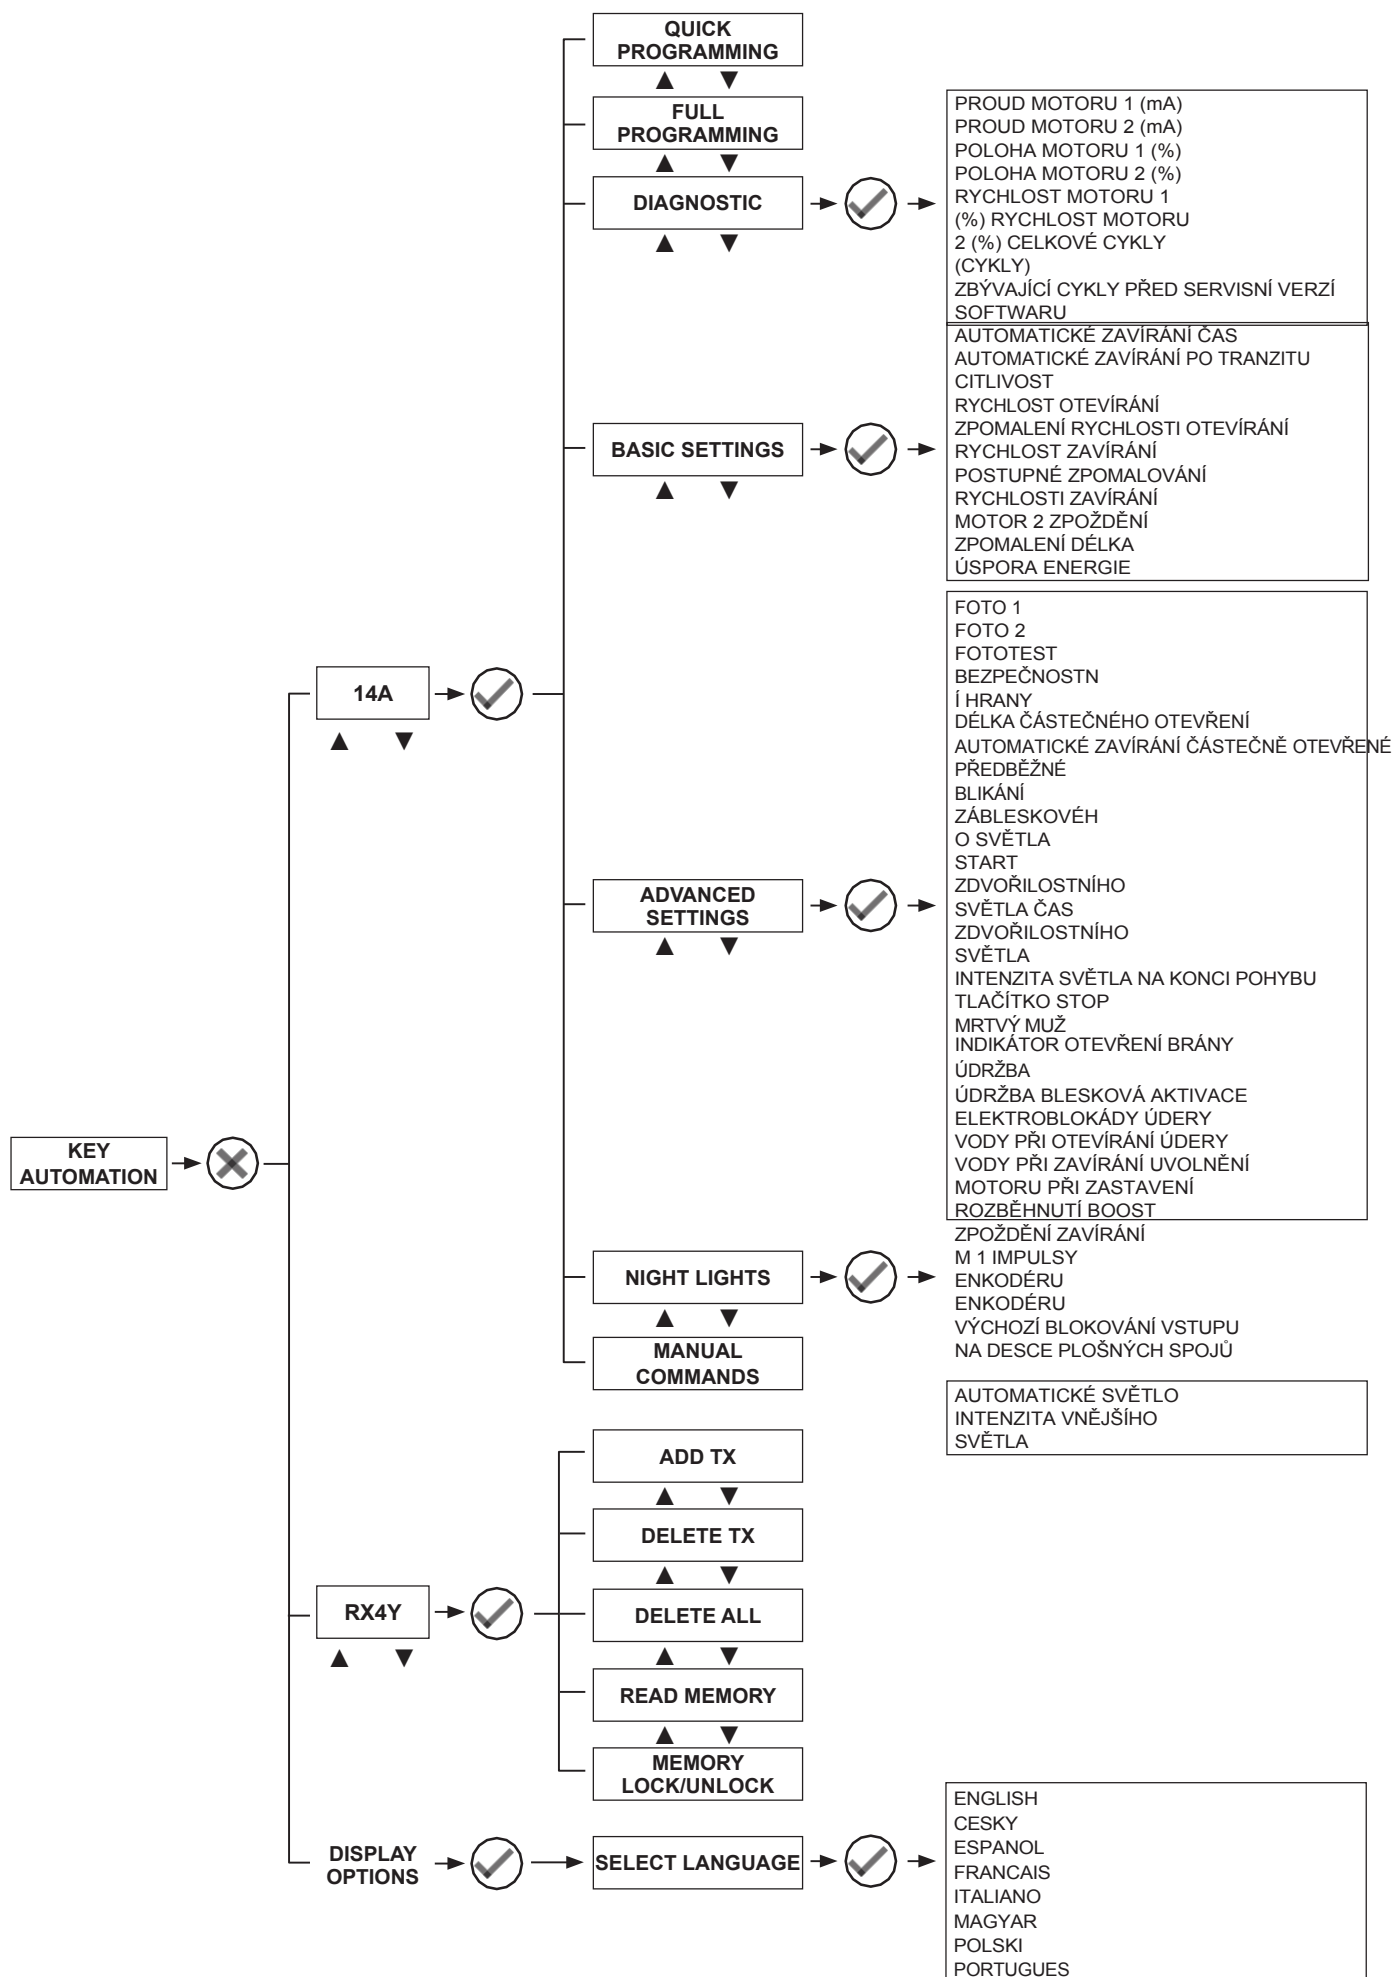 QUICK
PROGRAMMING
FULL
PROGRAMMING
DIAGNOSTIC
PROUD MOTORU 1 (mA)
PROUD MOTORU 2 (mA)
POLOHA MOTORU 1 (%)
POLOHA MOTORU 2 (%)
RYCHLOST MOTORU 1
(%) RYCHLOST MOTORU
2 (%) CELKOVÉ CYKLY
(CYKLY)
ZBÝVAJÍCÍ CYKLY PŘED SERVISNÍ VERZÍ
SOFTWARU
BASIC SETTINGS
AUTOMATICKÉ ZAVÍRÁNÍ ČAS
AUTOMATICKÉ ZAVÍRÁNÍ PO TRANZITU
CITLIVOST
RYCHLOST OTEVÍRÁNÍ
ZPOMALENÍ RYCHLOSTI OTEVÍRÁNÍ
RYCHLOST ZAVÍRÁNÍ
POSTUPNÉ ZPOMALOVÁNÍ
RYCHLOSTI ZAVÍRÁNÍ
MOTOR 2 ZPOŽDĚNÍ
ZPOMALENÍ DÉLKA
ÚSPORA ENERGIE
14A
ADVANCED
SETTINGS
FOTO 1
FOTO 2
FOTOTEST
BEZPEČNOSTN
Í HRANY
DÉLKA ČÁSTEČNÉHO OTEVŘENÍ
AUTOMATICKÉ ZAVÍRÁNÍ ČÁSTEČNĚ OTEVŘENÉ
PŘEDBĚŽNÉ
BLIKÁNÍ
ZÁBLESKOVÉH
O SVĚTLA
START
ZDVOŘILOSTNÍHO
SVĚTLA ČAS
ZDVOŘILOSTNÍHO
SVĚTLA
INTENZITA SVĚTLA NA KONCI POHYBU
TLAČÍTKO STOP
MRTVÝ MUŽ
INDIKÁTOR OTEVŘENÍ BRÁNY
ÚDRŽBA
ÚDRŽBA BLESKOVÁ AKTIVACE
ELEKTROBLOKÁDY ÚDERY
VODY PŘI OTEVÍRÁNÍ ÚDERY
VODY PŘI ZAVÍRÁNÍ UVOLNĚNÍ
MOTORU PŘI ZASTAVENÍ
ROZBĚHNUTÍ BOOST
ZPOŽDĚNÍ ZAVÍRÁNÍ
M 1 IMPULSY
ENKODÉRU
ENKODÉRU
VÝCHOZÍ BLOKOVÁNÍ VSTUPU
NA DESCE PLOŠNÝCH SPOJŮ
KEY
AUTOMATION
NIGHT LIGHTS
AUTOMATICKÉ SVĚTLO
INTENZITA VNĚJŠÍHO
SVĚTLA
MANUAL
COMMANDS
RX4Y
ADD TX
DELETE TX
DELETE ALL
READ MEMORY
MEMORY
LOCK/UNLOCK
DISPLAY
OPTIONS
SELECT LANGUAGE
ENGLISH
CESKY
ESPANOL
FRANCAIS
ITALIANO
MAGYAR
POLSKI
PORTUGUES